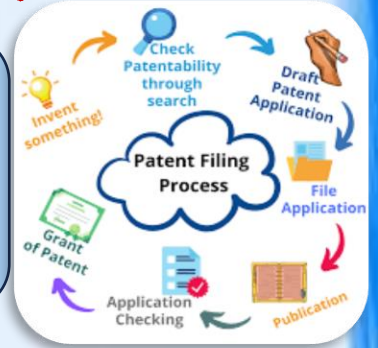 Invent
something!
Check
Patentability
through
search
Draft
Patent
Application
File
Application
Publication
Application
Checking
Grant
of Patent
Patent Filing
Process